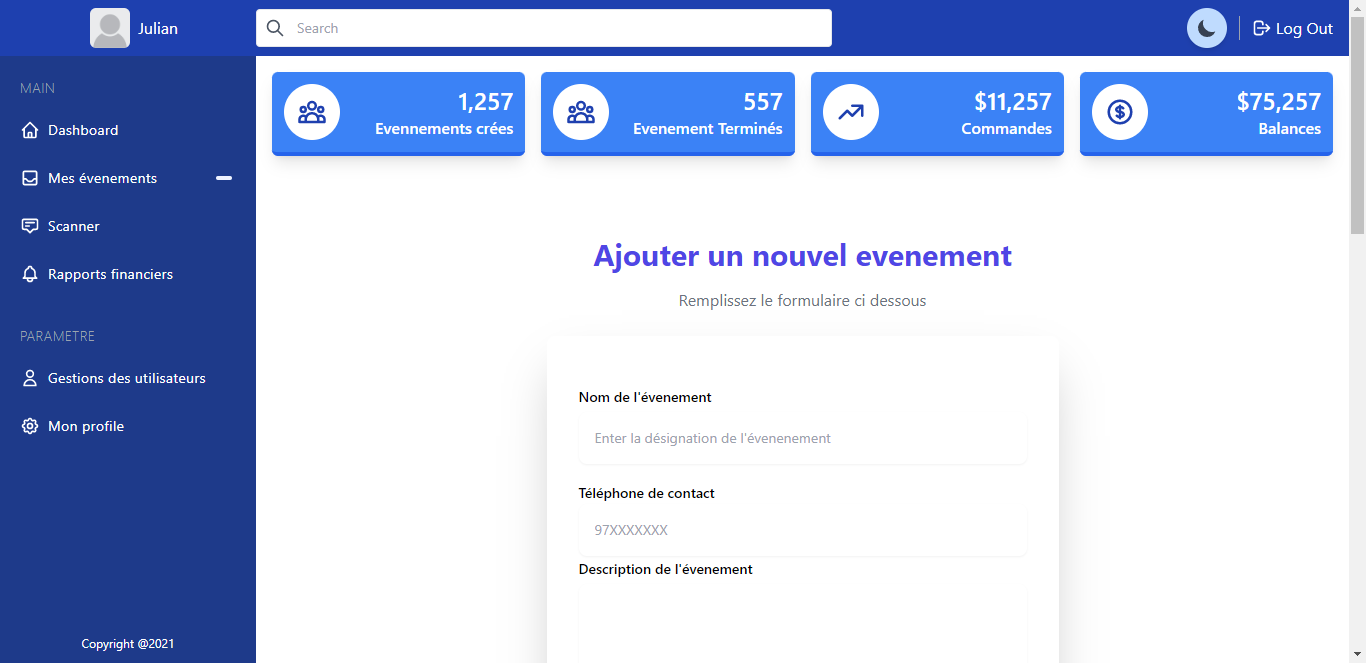 Julian
Search
Log Out
MAIN
Dashboard
Mes évenements
Scanner
Rapports financiers
PARAMETRE
Gestions des utilisateurs
Mon profile
Copyright @2021
1,257
Evennements crées
557
Evenement Terminés
$11,257
Commandes
$75,257
Balances
Ajouter un nouvel evenement
Remplissez le formulaire ci dessous
Nom de l'évenement
Enter la désignation de l'évenenement
Téléphone de contact
97XXXXXXX
Description de l'évenement